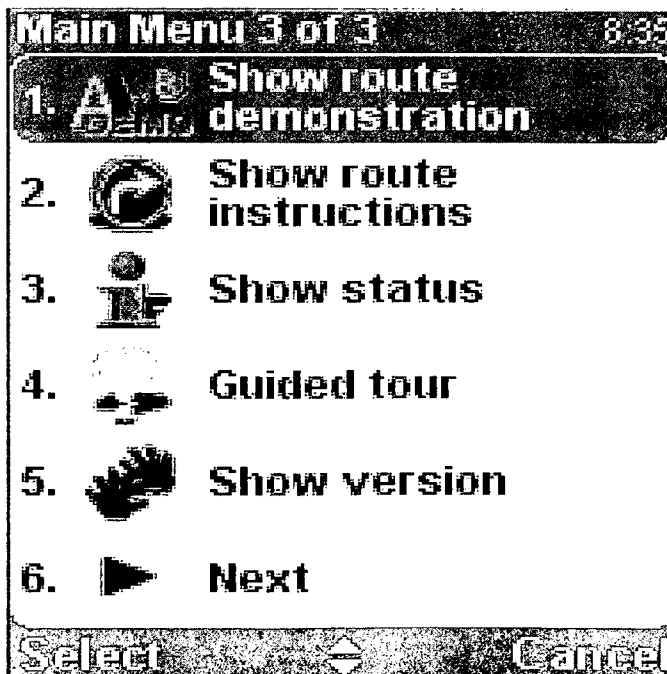 Main Menu 3 of 3 8:38
1. Show route
demonstration
2. Show route
instructions
3. Show status
4. Guided tour
5. Show version
6. Next
Select Cancel